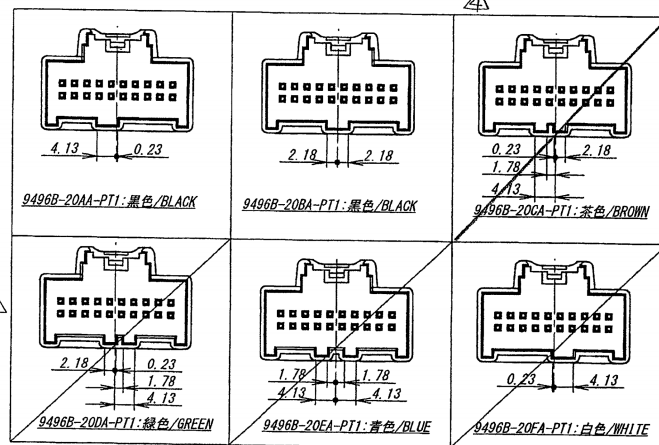 4
4.13 0.23
9496B-20AA-PT1:黒色/BLACK
2.18 2.18
9496B-20BA-PT1:黒色/BLACK
0.23 2.18
1.78
4.13
9496B-20CA-PT1:茶色/BROWN
2.18 0.23
1.78
4.13
9496B-20DA-PT1:緑色/GREEN
1.78 1.78
4.13 4.13
9496B-20EA-PT1:青色/BLUE
0.23 4.13
9496B-20FA-PT1:白色/WHITE